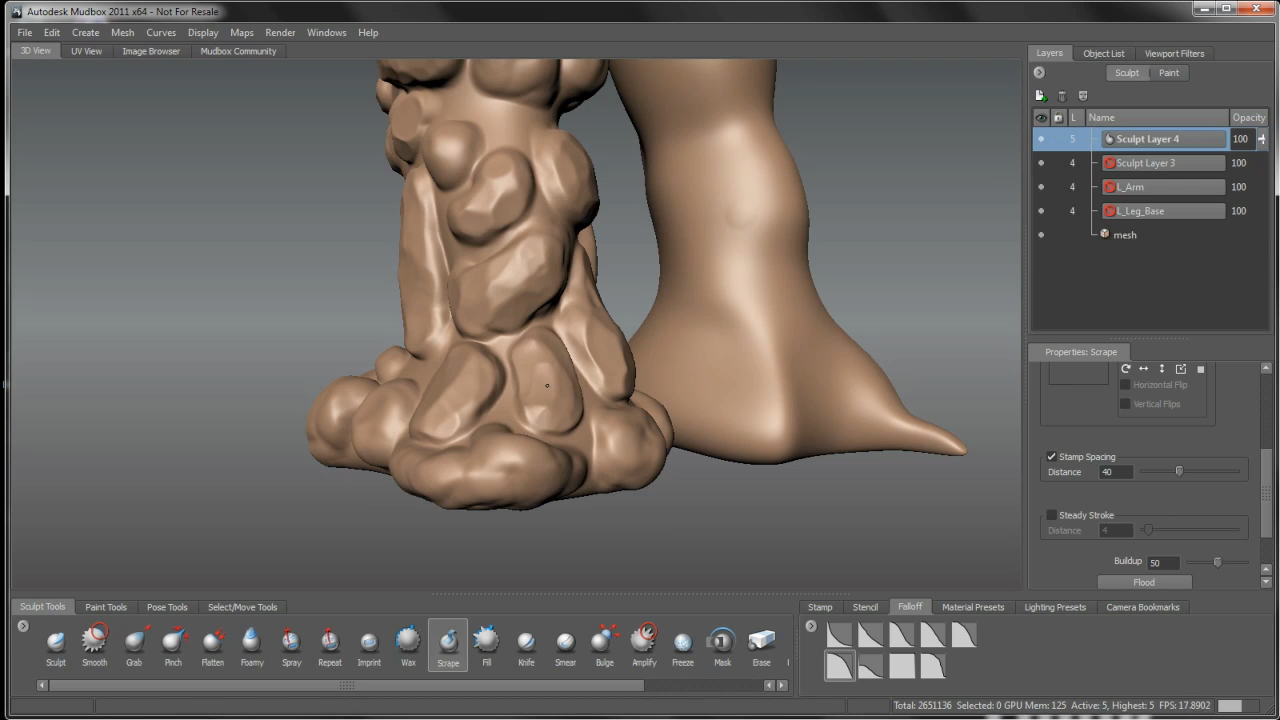 Autodesk Mudbox 2011 x64 - Not For Resale
File Edit Create Mesh Curves Display Maps Render Windows Help
3D View UV View Image Browser Mudbox Community
Layers Object List Viewport Filters
Sculpt Paint
L Name Opacity
5 Sculpt Layer 4 100
4 Sculpt Layer 3 100
4 L_Arm 100
4 L_Leg_Base 100
mesh
Properties: Scrape
Horizontal Flip
Vertical Flips
Stamp Spacing
Distance 40
Steady Stroke
Distance 4
Buildup 50
Flood
Sculpt Tools Paint Tools Pose Tools Select/Move Tools
Sculpt Smooth Grab Pinch Flatten Foamy Spray Repeat Imprint Wax Scrape Fill Knife Smear Bulge Amplify Freeze Mask Erase
Stamp Stencil Falloff Material Presets Lighting Presets Camera Bookmarks
Total: 2651136 Selected: 0 GPU Mem: 125 Active: 5, Highest: 5 FPS: 17.8902